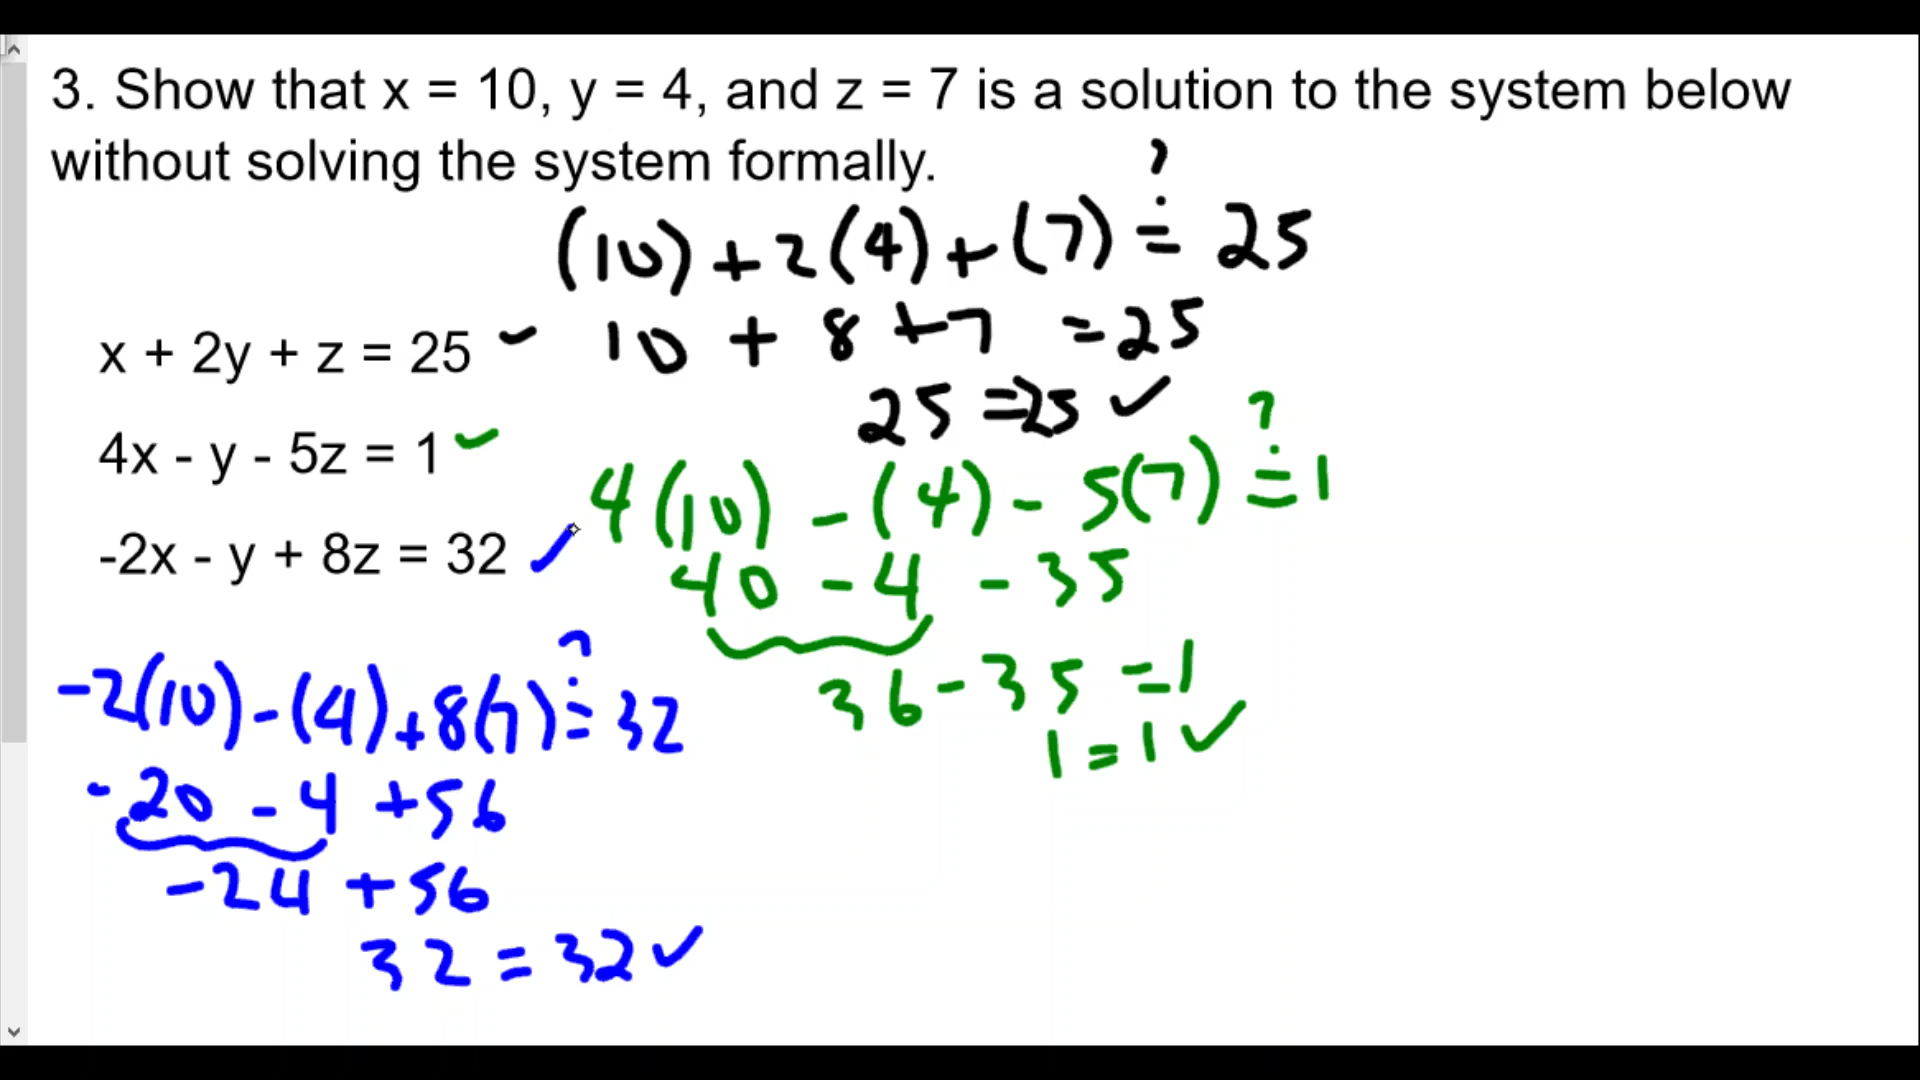 3. Show that x = 10, y = 4, and z = 7 is a solution to the system below
without solving the system formally.
(10) + 2(4) + (7) ≟ 25
x + 2y + z = 25 ✓ 10 + 8 + 7 = 25
25 = 25 ✓
4x - y - 5z = 1 ✓
4(10) - (4) - 5(7) ≟ 1
-2x - y + 8z = 32 ✓
40 - 4 - 35
36 - 35 = 1
1 = 1 ✓
-2(10) - (4) + 8(7) ≟ 32
-20 - 4 + 56
-24 + 56
32 = 32 ✓